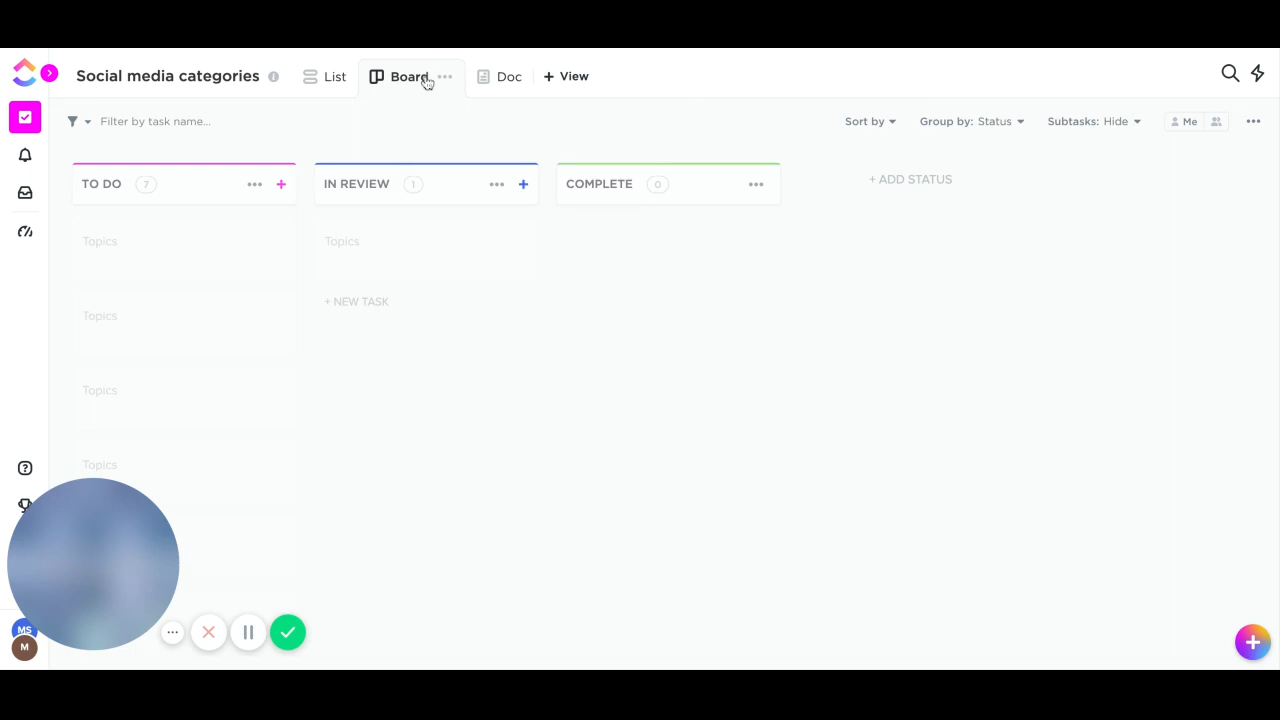 Social media categories List Board Doc + View
Filter by task name... Sort by Group by: Status Subtasks: Hide Me
TO DO 7 IN REVIEW 1 COMPLETE 0 + ADD STATUS
Topics Topics
+ NEW TASK
Topics
Topics
Topics
MS
M